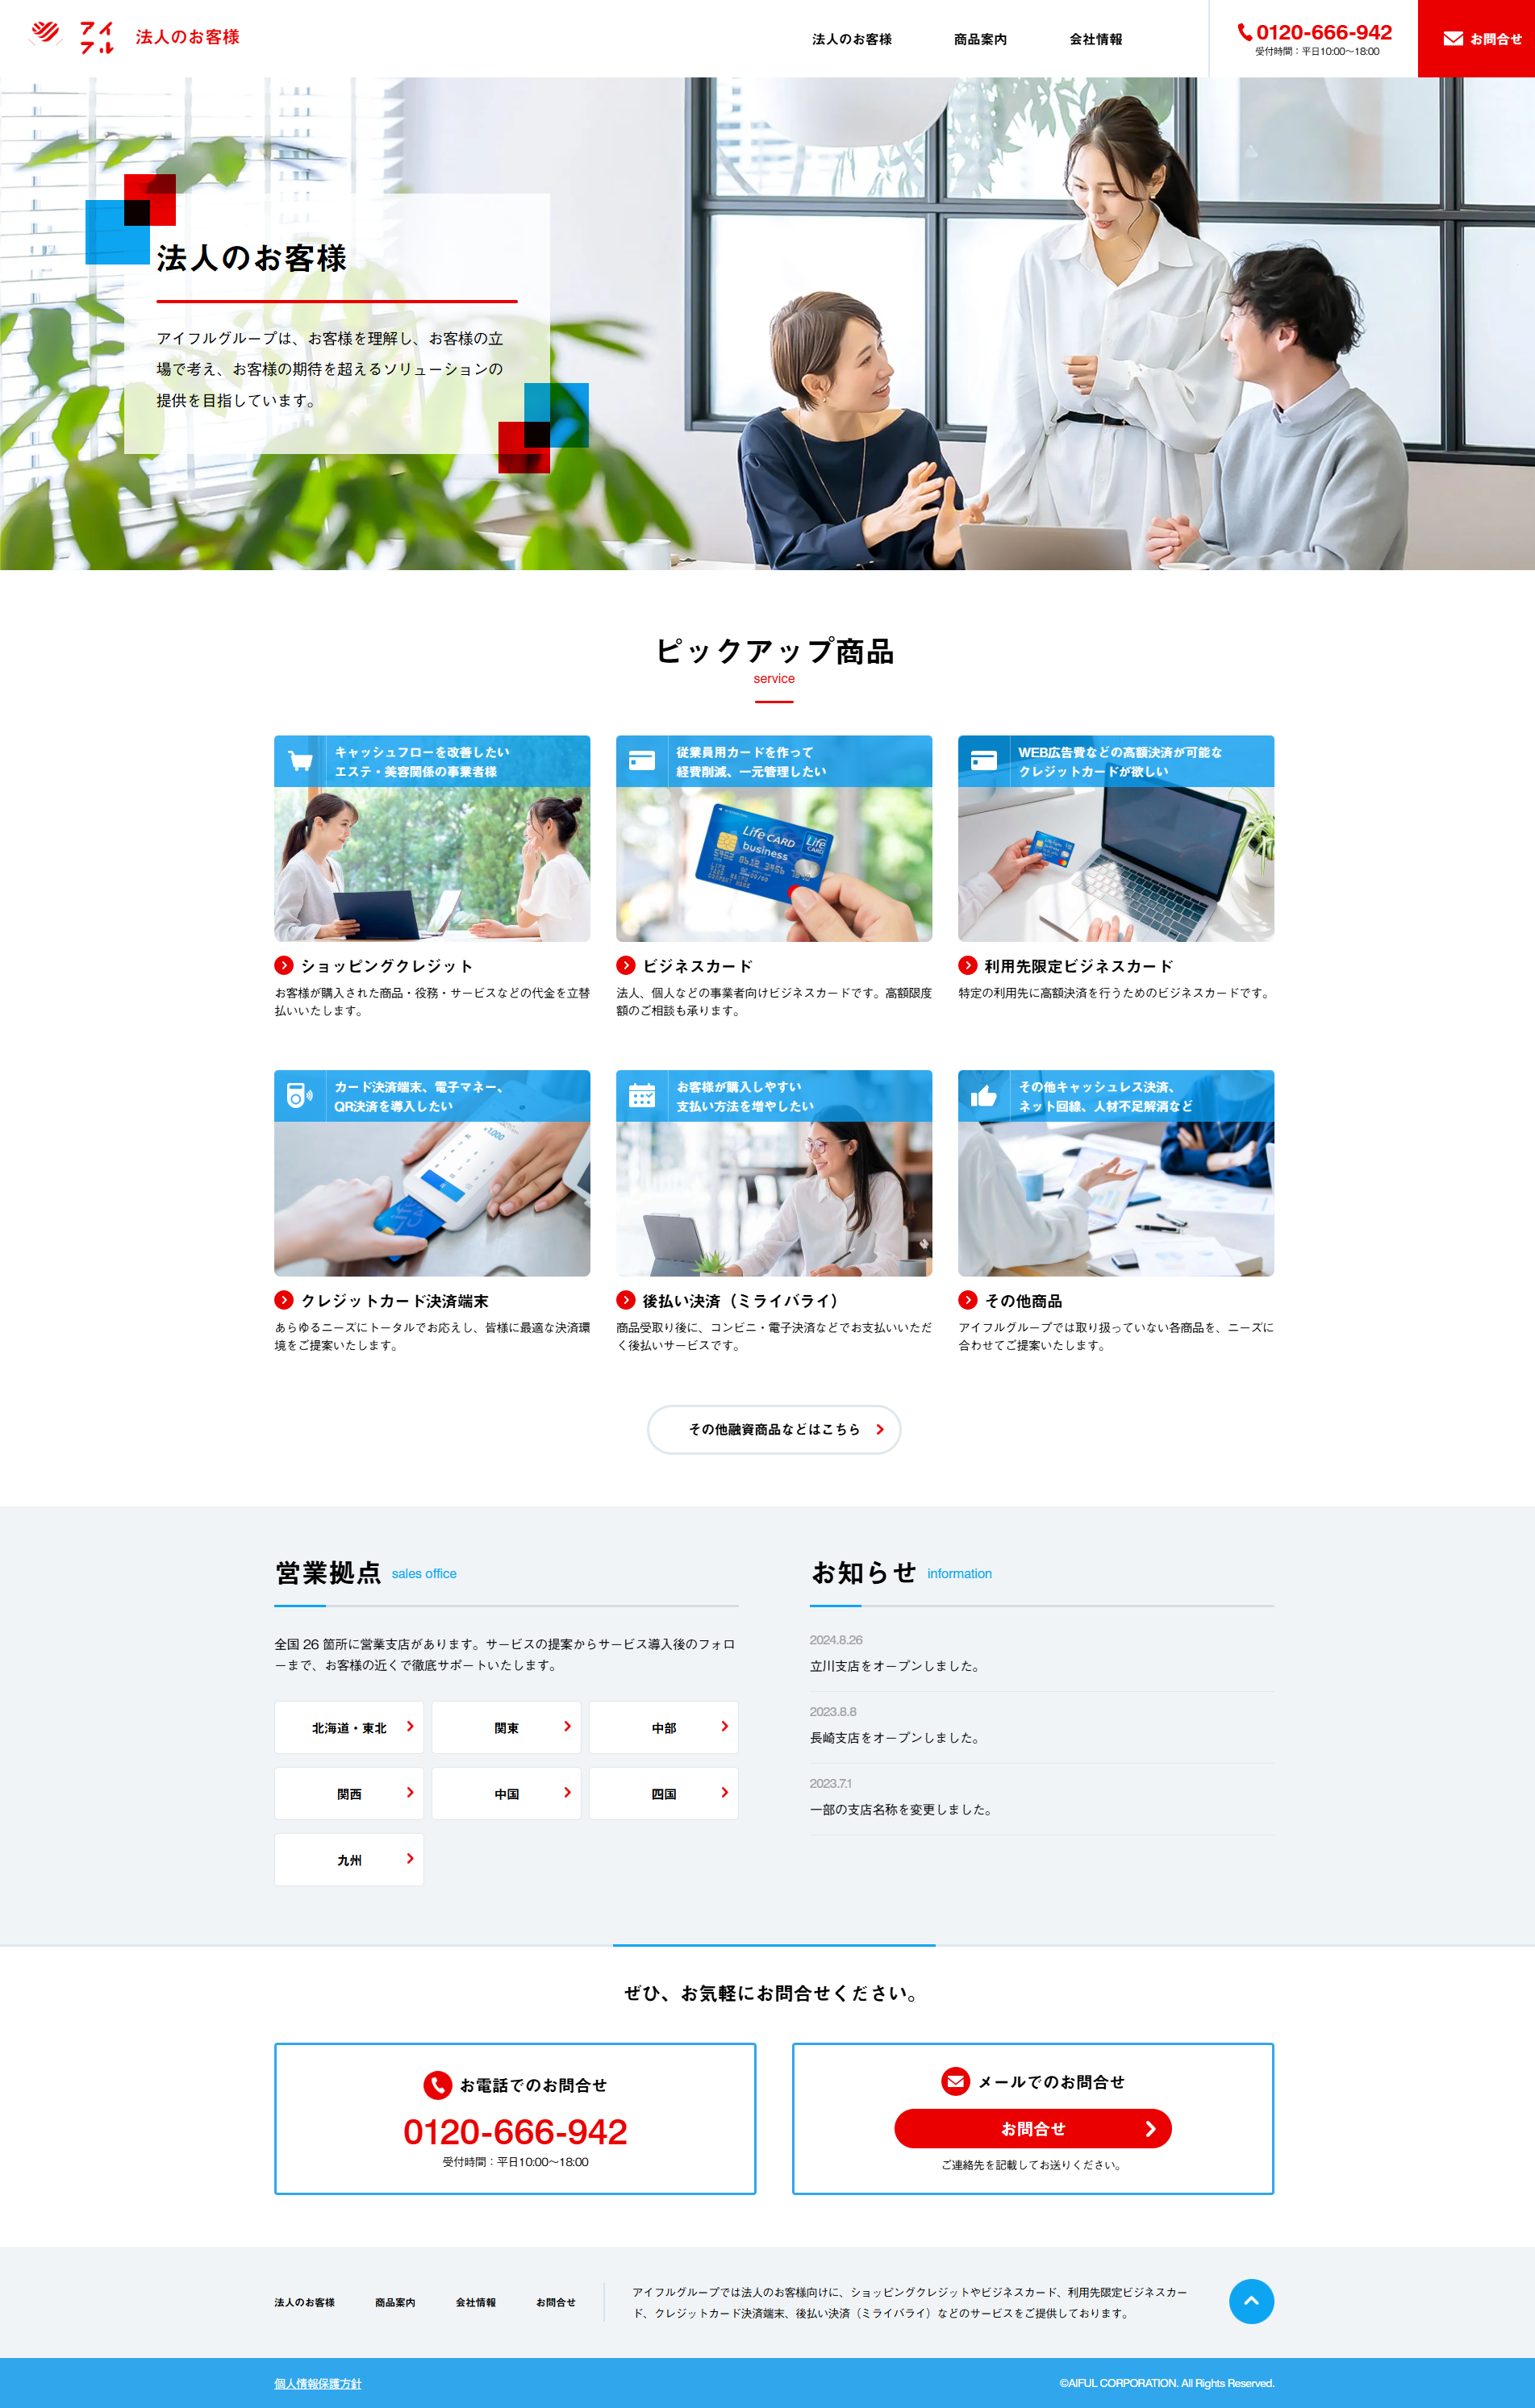 アイフル
法人のお客様
法人のお客様
商品案内
会社情報
0120-666-942
受付時間：平日10:00～18:00
お問合せ
法人のお客様
アイフルグループは、お客様を理解し、お客様の立
場で考え、お客様の期待を超えるソリューションの
提供を目指しています。
ピックアップ商品
service
キャッシュフローを改善したい
エステ・美容関係の事業者様
従業員用カードを作って
経費削減、一元管理したい
WEB広告費などの高額決済が可能な
クレジットカードが欲しい
Life CARD
business
Life
CARD
ショッピングクレジット
お客様が購入された商品・役務・サービスなどの代金を立替
払いいたします。
ビジネスカード
法人、個人などの事業者向けビジネスカードです。高額限度
額のご相談も承ります。
利用先限定ビジネスカード
特定の利用先に高額決済を行うためのビジネスカードです。
カード決済端末、電子マネー、
QR決済を導入したい
お客様が購入しやすい
支払い方法を増やしたい
その他キャッシュレス決済、
ネット回線、人材不足解消など
クレジットカード決済端末
あらゆるニーズにトータルでお応えし、皆様に最適な決済環
境をご提案いたします。
後払い決済（ミライバライ）
商品受取り後に、コンビニ・電子決済などでお支払いいただ
く後払いサービスです。
その他商品
アイフルグループでは取り扱っていない各商品を、ニーズに
合わせてご提案いたします。
その他融資商品などはこちら
営業拠点 sales office
全国 26 箇所に営業支店があります。サービスの提案からサービス導入後のフォロ
ーまで、お客様の近くで徹底サポートいたします。
北海道・東北
関東
中部
関西
中国
四国
九州
お知らせ information
2024.8.26
立川支店をオープンしました。
2023.8.8
長崎支店をオープンしました。
2023.7.1
一部の支店名称を変更しました。
ぜひ、お気軽にお問合せください。
お電話でのお問合せ
0120-666-942
受付時間：平日10:00～18:00
メールでのお問合せ
お問合せ
ご連絡先を記載してお送りください。
法人のお客様
商品案内
会社情報
お問合せ
アイフルグループでは法人のお客様向けに、ショッピングクレジットやビジネスカード、利用先限定ビジネスカー
ド、クレジットカード決済端末、後払い決済（ミライバライ）などのサービスをご提供しております。
個人情報保護方針
©AIFUL CORPORATION. All Rights Reserved.